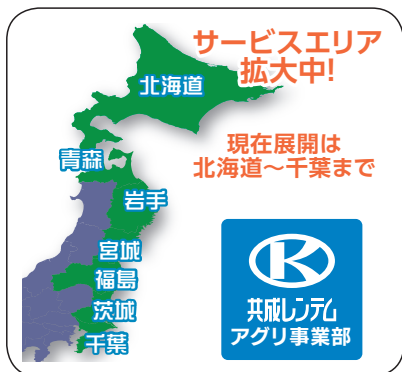 サービスエリア
拡大中!
北海道
現在展開は
北海道〜千葉まで
青森
岩手
宮城
福島
茨城
千葉
K
共成レンテム
アグリ事業部